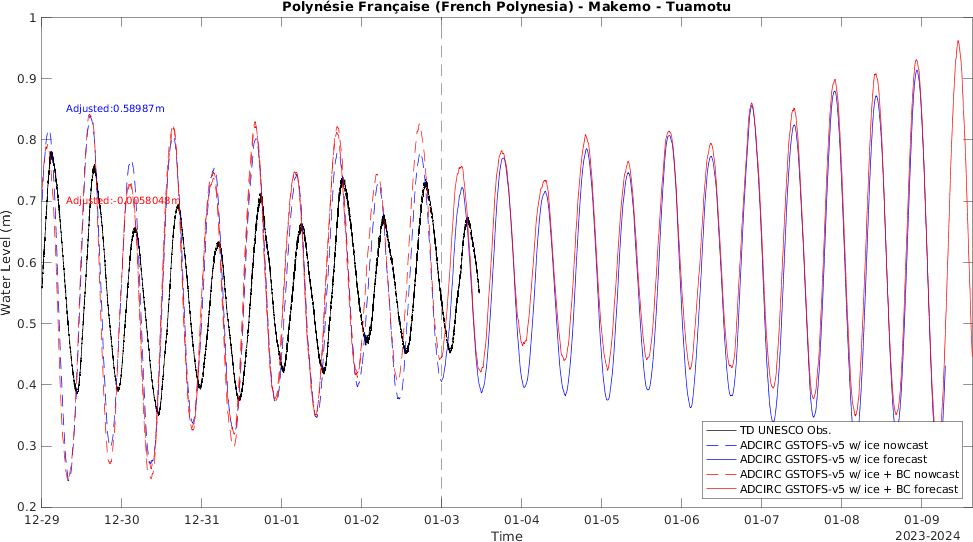 Polynésie Française (French Polynesia) - Makemo - Tuamotu
1
0.9
0.8
0.7
0.6
0.5
0.4
0.3
0.2
Water Level (m)
Adjusted:0.58987m
Adjusted:-0.0058048m
TD UNESCO Obs.
ADCIRC GSTOFS-v5 w/ ice nowcast
ADCIRC GSTOFS-v5 w/ ice forecast
ADCIRC GSTOFS-v5 w/ ice + BC nowcast
ADCIRC GSTOFS-v5 w/ ice + BC forecast
12-29 12-30 12-31 01-01 01-02 01-03 01-04 01-05 01-06 01-07 01-08 01-09
Time
2023-2024